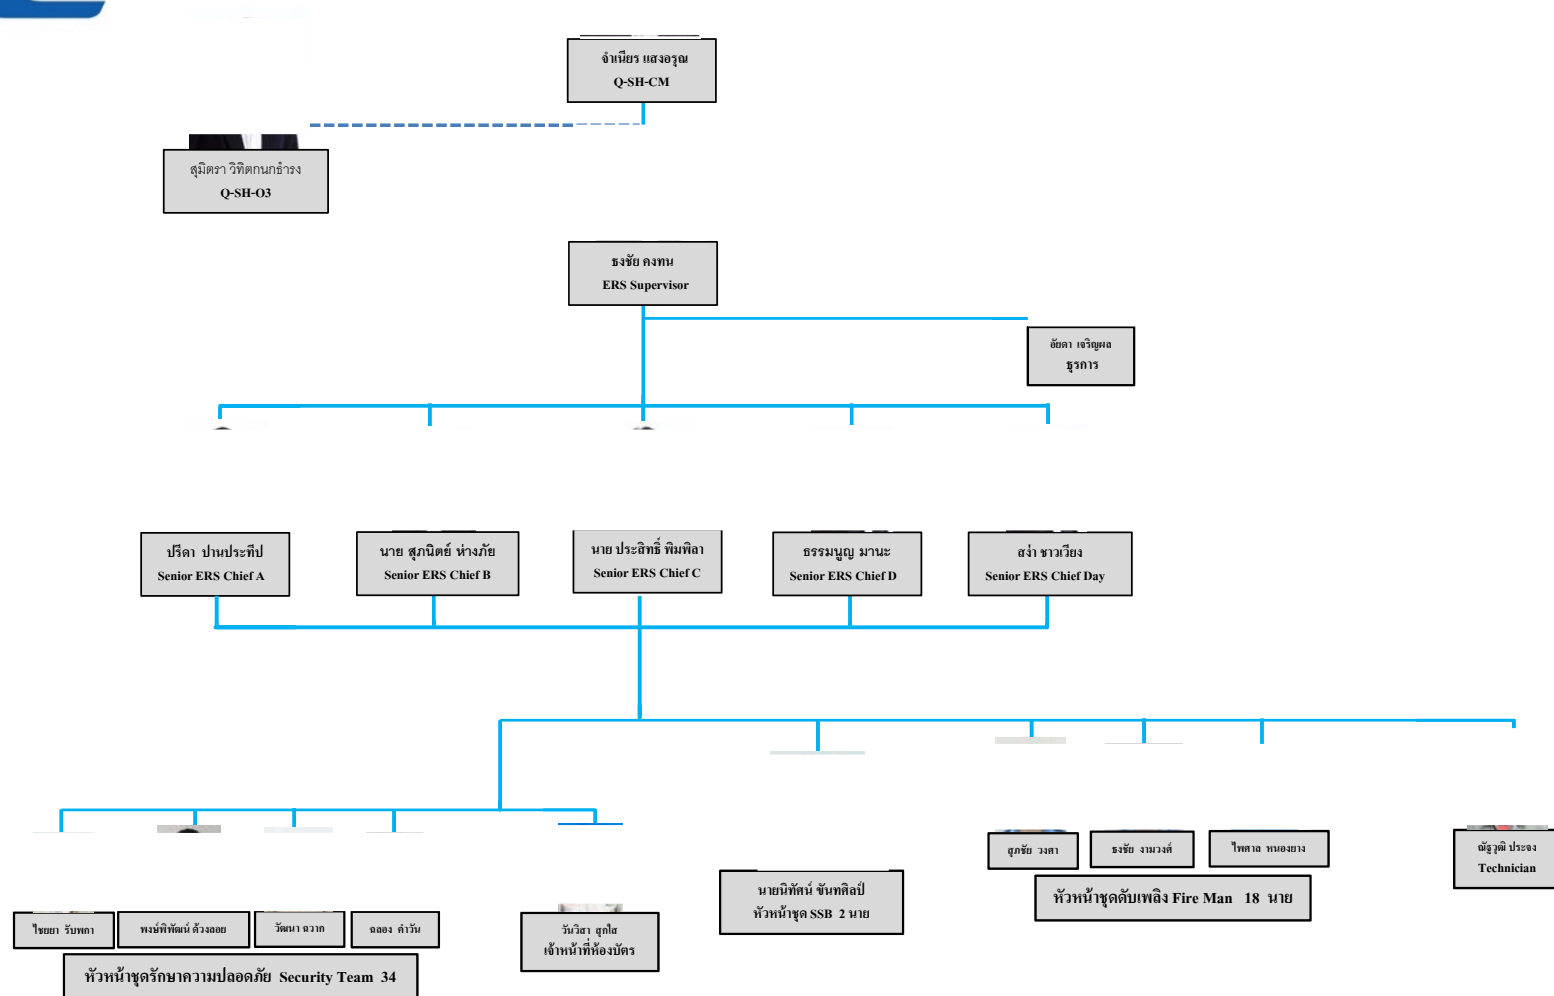 จำเนียร แสงอรุณ
Q-SH-CM
สุมิตรา วิทิตกนกธำรง
Q-SH-O3
ธงชัย คงทน
ERS Supervisor
อัยดา เจริญผล
ธุรการ
ปรีดา ปานประทีป
Senior ERS Chief A
นาย สุภนิตย์ ห่างภัย
Senior ERS Chief B
นาย ประสิทธิ์ พิมพิลา
Senior ERS Chief C
ธรรมนูญ มานะ
Senior ERS Chief D
สง่า ชาวเวียง
Senior ERS Chief Day
สุภชัย วงศา
ธงชัย งามวงศ์
ไพศาล หนองยาง
ณัฐวุฒิ ประจง
Technician
นายนิทัศน์ ขันทศิลป์
หัวหน้าชุด SSB 2 นาย
หัวหน้าชุดดับเพลิง Fire Man 18 นาย
ไชยยา รับพกา
พงษ์พิพัฒน์ ด้วงลอย
วัฒนา ฉวาก
ฉลอง คำวัน
วันวิสา สุกใส
เจ้าหน้าที่ห้องบัตร
หัวหน้าชุดรักษาความปลอดภัย Security Team 34